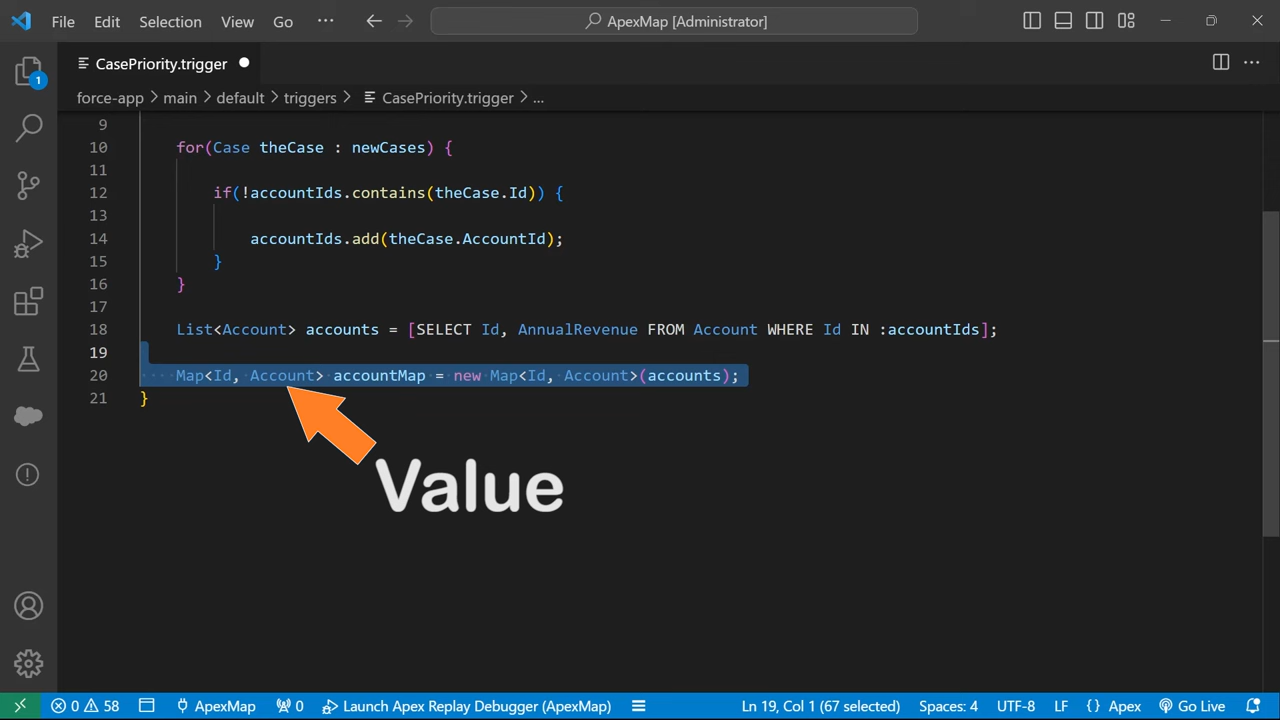 File Edit Selection View Go ··· ApexMap [Administrator]
1
CasePriority.trigger
force-app > main > default > triggers > CasePriority.trigger > ...
9
10 for(Case theCase : newCases) {
11
12 if(!accountIds.contains(theCase.Id)) {
13
14 accountIds.add(theCase.AccountId);
15 }
16 }
17
18 List<Account> accounts = [SELECT Id, AnnualRevenue FROM Account WHERE Id IN :accountIds];
19
20 Map<Id, Account> accountMap = new Map<Id, Account>(accounts);
21 }
Value
0 58 ApexMap 0 Launch Apex Replay Debugger (ApexMap) Ln 19, Col 1 (67 selected) Spaces: 4 UTF-8 LF {} Apex Go Live